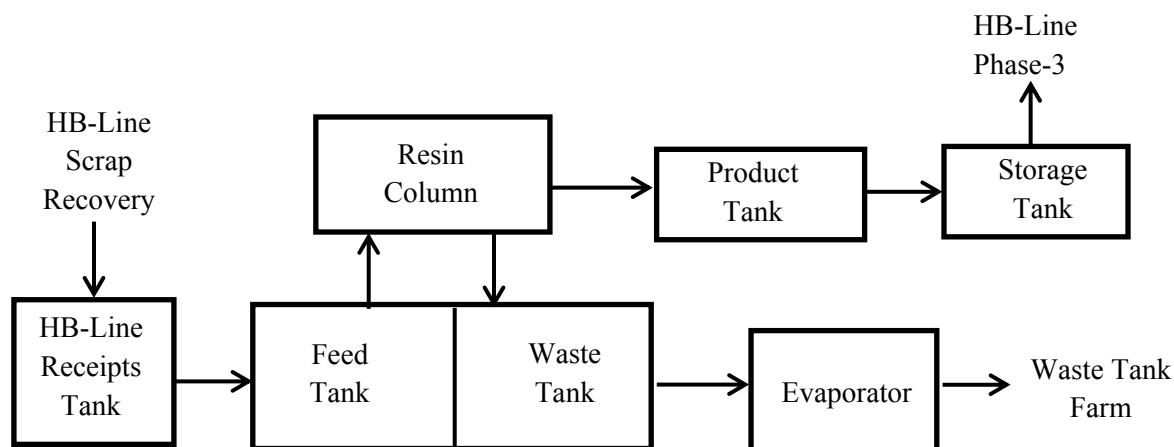 HB-Line
Phase-3
HB-Line
Scrap
Recovery
Resin
Column
Product
Tank
Storage
Tank
HB-Line
Receipts
Tank
Feed
Tank
Waste
Tank
Evaporator
Waste Tank
Farm